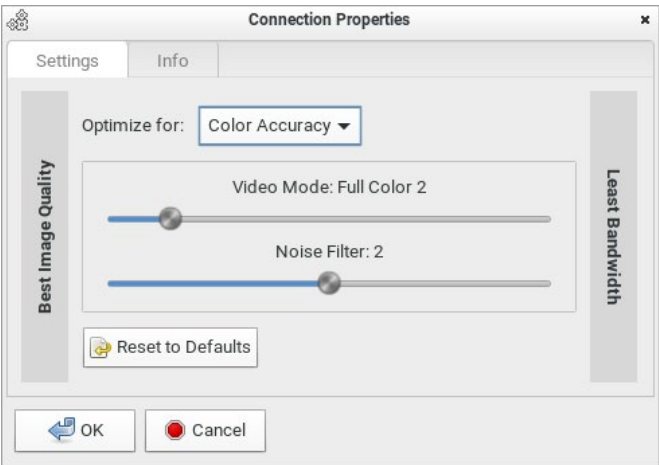 Connection Properties
Settings
Info
Best Image Quality
Optimize for:
Color Accuracy
Video Mode: Full Color 2
Noise Filter: 2
Least Bandwidth
Reset to Defaults
OK
Cancel